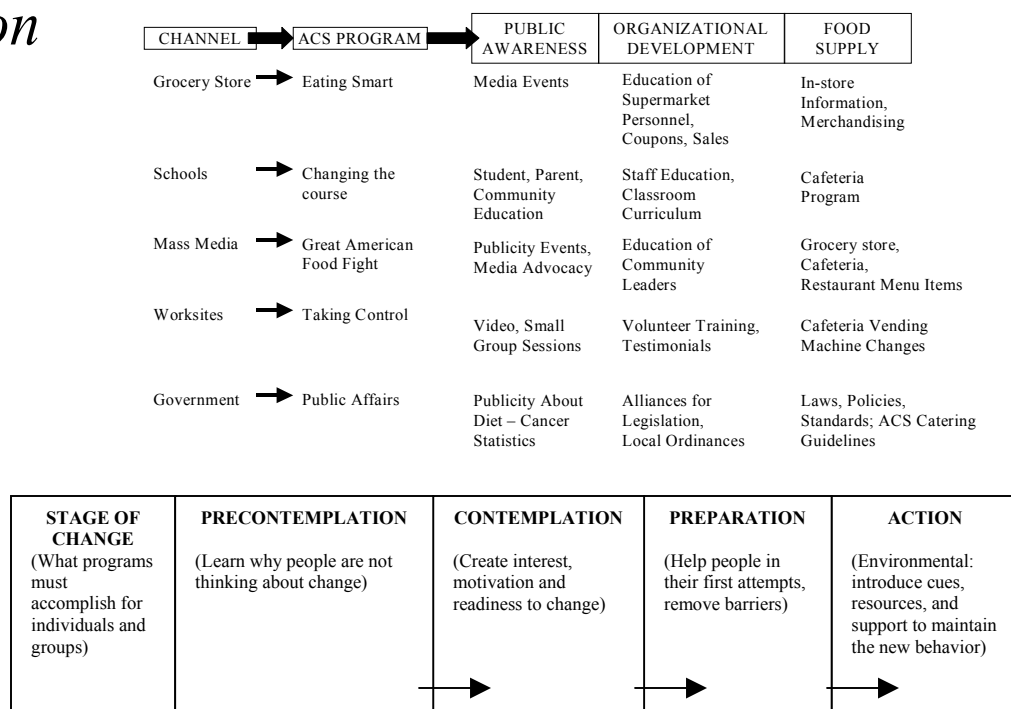 on
CHANNEL ACS PROGRAM PUBLIC AWARENESS ORGANIZATIONAL DEVELOPMENT FOOD SUPPLY
Grocery Store Eating Smart Media Events Education of In-store
Supermarket Information,
Personnel, Merchandising
Coupons, Sales
Schools Changing the Student, Parent, Staff Education, Cafeteria
course Community Classroom Program
Education Curriculum
Mass Media Great American Publicity Events, Education of Grocery store,
Food Fight Media Advocacy Community Cafeteria,
Leaders Restaurant Menu Items
Worksites Taking Control Video, Small Volunteer Training, Cafeteria Vending
Group Sessions Testimonials Machine Changes
Government Public Affairs Publicity About Alliances for Laws, Policies,
Diet – Cancer Legislation, Standards; ACS Catering
Statistics Local Ordinances Guidelines
STAGE OF
CHANGE
(What programs
must
accomplish for
individuals and
groups)
PRECONTEMPLATION
(Learn why people are not
thinking about change)
CONTEMPLATION
(Create interest,
motivation and
readiness to change)
PREPARATION
(Help people in
their first attempts,
remove barriers)
ACTION
(Environmental:
introduce cues,
resources, and
support to maintain
the new behavior)